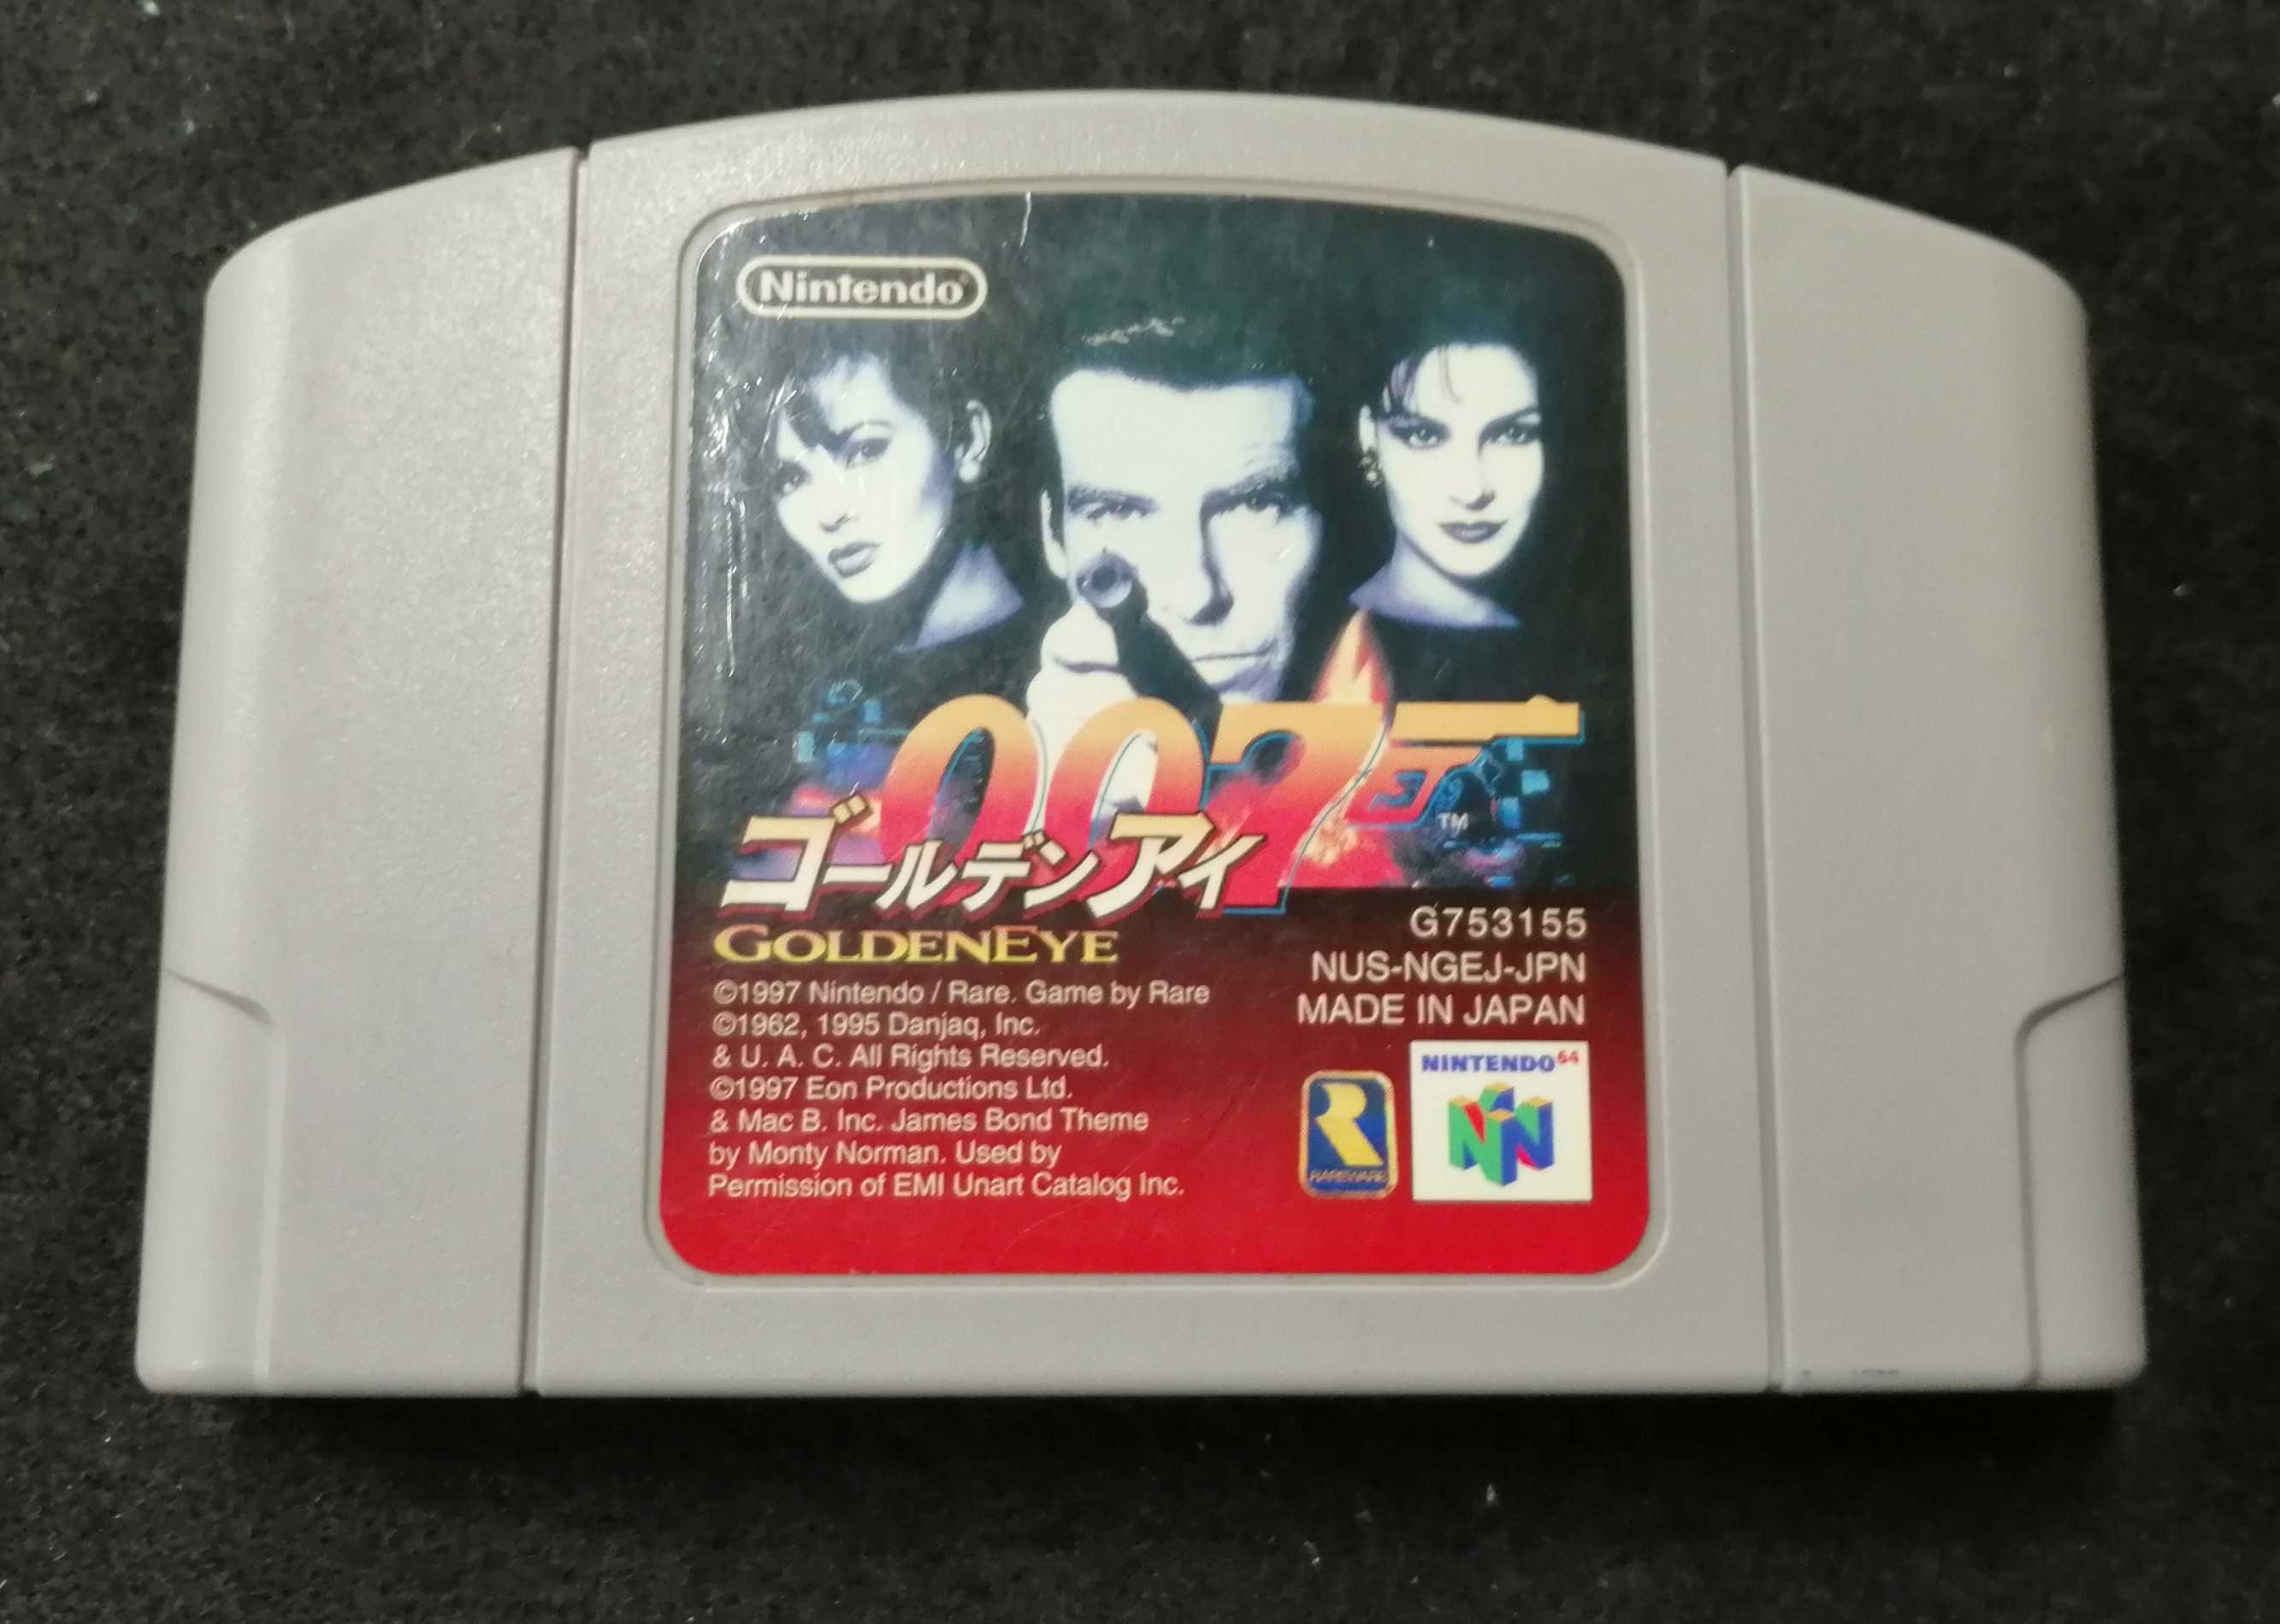 Nintendo
007
TM
ゴールデンアイ
GOLDENEYE
G753155
NUS-NGEJ-JPN
MADE IN JAPAN
©1997 Nintendo / Rare. Game by Rare
©1962, 1995 Danjaq, Inc.
& U. A. C. All Rights Reserved.
©1997 Eon Productions Ltd.
& Mac B. Inc. James Bond Theme
by Monty Norman. Used by
Permission of EMI Unart Catalog Inc.
R
RAREWARE
NINTENDO64